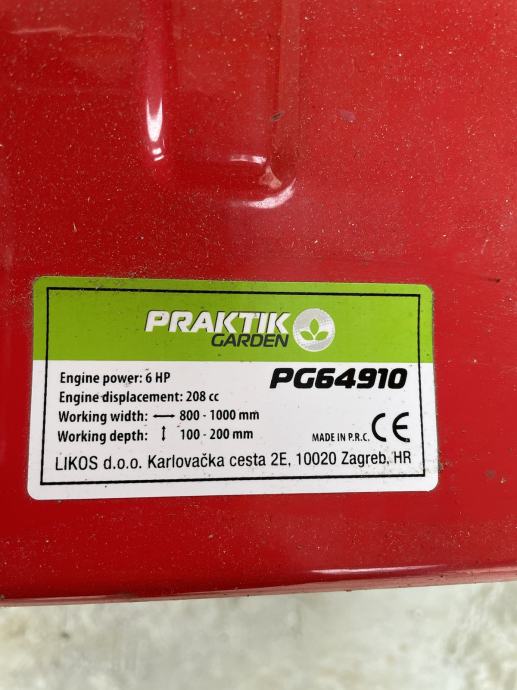 PRAKTIK
GARDEN
PG64910
Engine power: 6 HP
Engine displacement: 208 cc
Working width: ⟷ 800 - 1000 mm
Working depth: ↕ 100 - 200 mm
MADE IN P.R.C. CE
LIKOS d.o.o. Karlovačka cesta 2E, 10020 Zagreb, HR